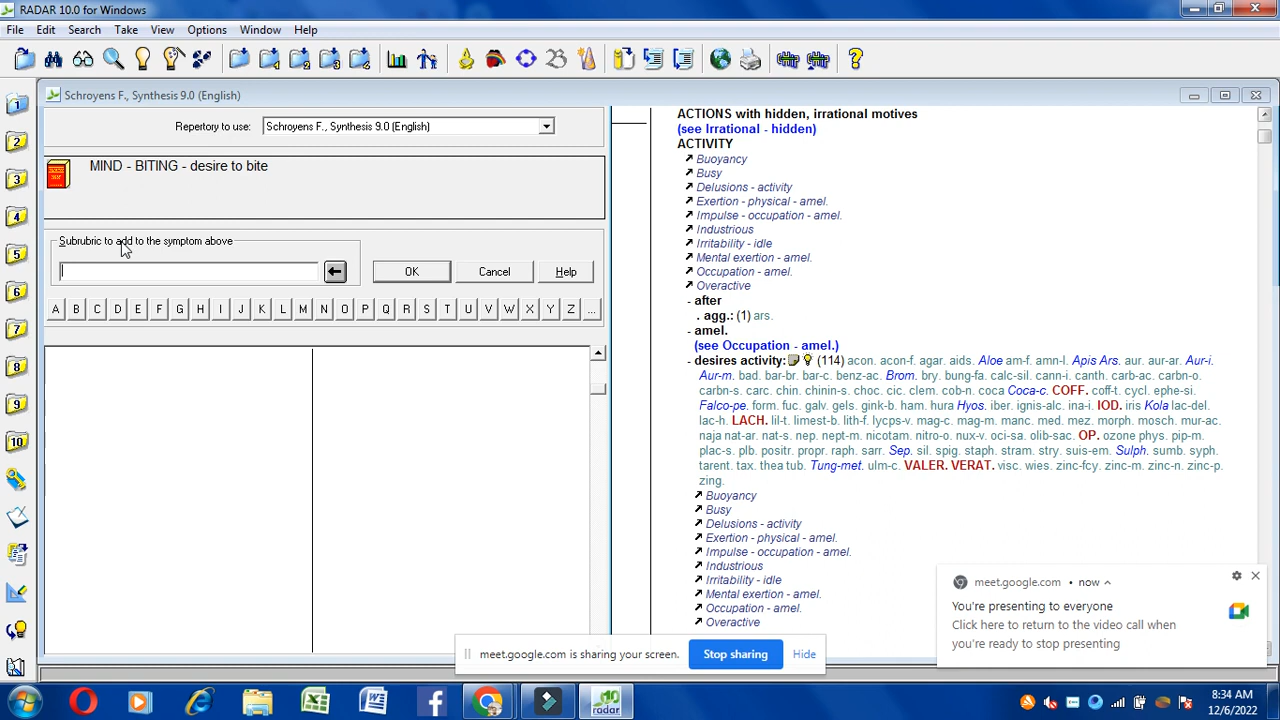 RADAR 10.0 for Windows
File Edit Search Take View Options Window Help
Schroyens F., Synthesis 9.0 (English)
Repertory to use: Schroyens F., Synthesis 9.0 (English)
MIND - BITING - desire to bite
Subrubric to add to the symptom above
OK Cancel Help
A B C D E F G H I J K L M N O P Q R S T U V W X Y Z ...
ACTIONS with hidden, irrational motives
(see Irrational - hidden)
ACTIVITY
Buoyancy
Busy
Delusions - activity
Exertion - physical - amel.
Impulse - occupation - amel.
Industrious
Irritability - idle
Mental exertion - amel.
Occupation - amel.
Overactive
- after
. agg.: (1) ars.
- amel.
(see Occupation - amel.)
- desires activity: (114) acon. acon-f. agar. aids. Aloe am-f. amn-l. Apis Ars. aur. aur-ar. Aur-i.
Aur-m. bad. bar-br. bar-c. benz-ac. Brom. bry. bung-fa. calc-sil. cann-i. canth. carb-ac. carbn-o.
carbn-s. carc. chin. chinin-s. choc. cic. clem. cob-n. coca Coca-c. COFF. coff-t. cycl. ephe-si.
Falco-pe. form. fuc. galv. gels. gink-b. ham. hura Hyos. iber. ignis-alc. ina-i. IOD. iris Kola lac-del.
lac-h. LACH. lil-t. limest-b. lith-f. lycps-v. mag-c. mag-m. manc. med. mez. morph. mosch. mur-ac.
naja nat-ar. nat-s. nep. nept-m. nicotam. nitro-o. nux-v. oci-sa. olib-sac. OP. ozone phys. pip-m.
plac-s. plb. positr. propr. raph. sarr. Sep. sil. spig. staph. stram. stry. suis-em. Sulph. sumb. syph.
tarent. tax. thea tub. Tung-met. ulm-c. VALER. VERAT. visc. wies. zinc-fcy. zinc-m. zinc-n. zinc-p.
zing.
Buoyancy
Busy
Delusions - activity
Exertion - physical - amel.
Impulse - occupation - amel.
Industrious
Irritability - idle
Mental exertion - amel.
Occupation - amel.
Overactive
meet.google.com • now
You're presenting to everyone
Click here to return to the video call when
you're ready to stop presenting
meet.google.com is sharing your screen. Stop sharing Hide
1
2
3
4
5
6
7
8
9
10
10
radar
8:34 AM
12/6/2022